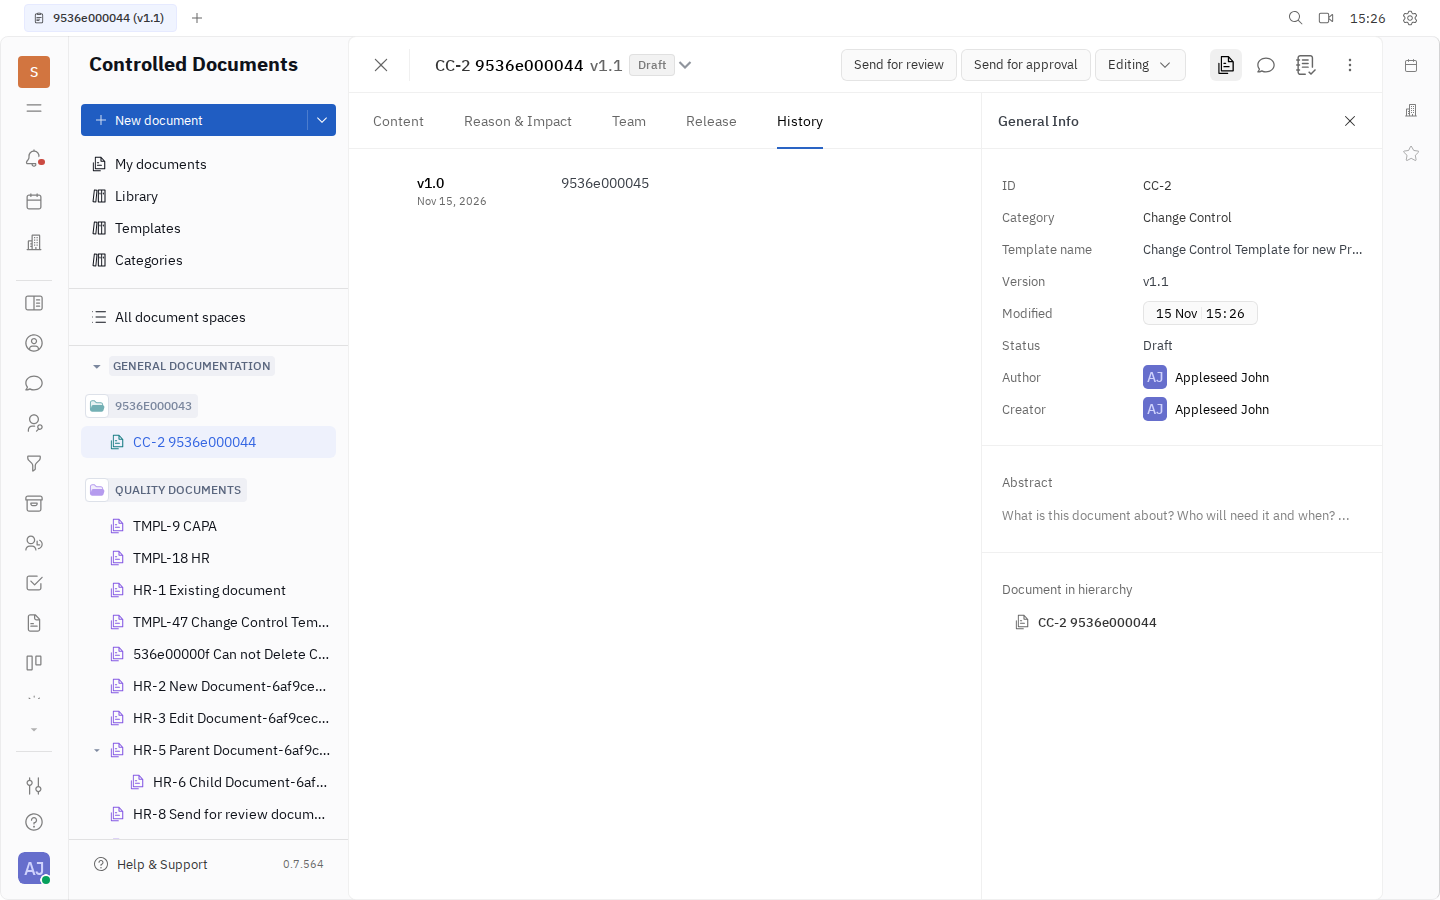 9536e000044 (v1.1)
15:26
S
Controlled Documents
New document
My documents
Library
Templates
Categories
All document spaces
GENERAL DOCUMENTATION
9536E000043
CC-2 9536e000044
QUALITY DOCUMENTS
TMPL-9 CAPA
TMPL-18 HR
HR-1 Existing document
TMPL-47 Change Control Tem...
536e00000f Can not Delete C...
HR-2 New Document-6af9ce...
HR-3 Edit Document-6af9cec...
HR-5 Parent Document-6af9c...
HR-6 Child Document-6af...
HR-8 Send for review docum...
Help & Support 0.7.564
AJ
CC-2 9536e000044 v1.1 Draft
Send for review Send for approval Editing
Content Reason & Impact Team Release History
v1.0 9536e000045
Nov 15, 2026
General Info
ID CC-2
Category Change Control
Template name Change Control Template for new Pr...
Version v1.1
Modified 15 Nov 15:26
Status Draft
Author AJ Appleseed John
Creator AJ Appleseed John
Abstract
What is this document about? Who will need it and when? ...
Document in hierarchy
CC-2 9536e000044